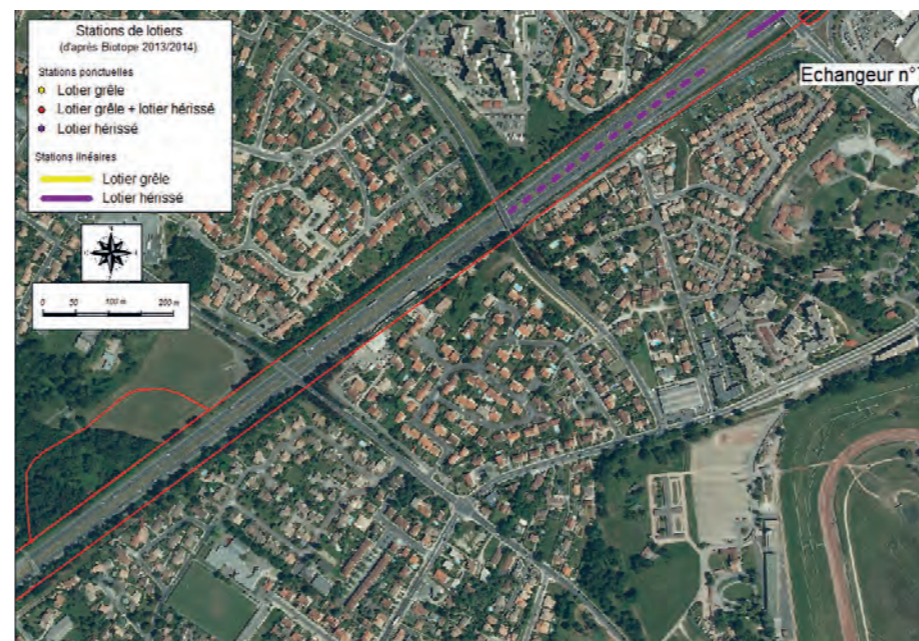 Stations de lotiers
(d'après Biotope 2013/2014)
Stations ponctuelles
Lotier grêle
Lotier grêle + lotier hérissé
Lotier hérissé
Stations linéaires
Lotier grêle
Lotier hérissé
0 50 100 m 200 m
Echangeur n°